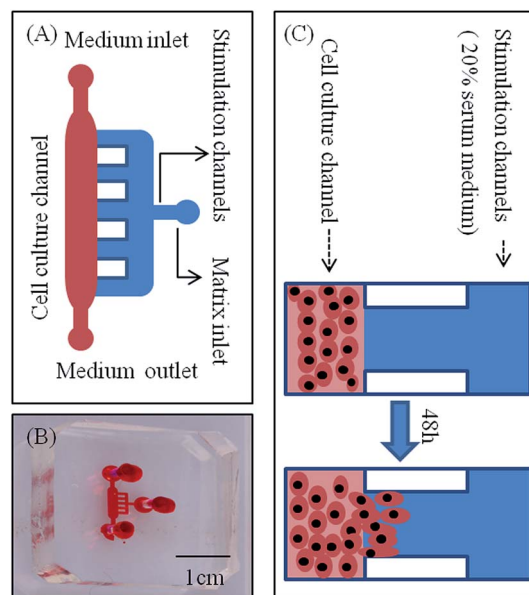 (A)
Medium inlet
Cell culture channel
Stimulation channels
Matrix inlet
Medium outlet
(B)
1cm
(C)
Cell culture channel
Stimulation channels
( 20% serum medium)
48h